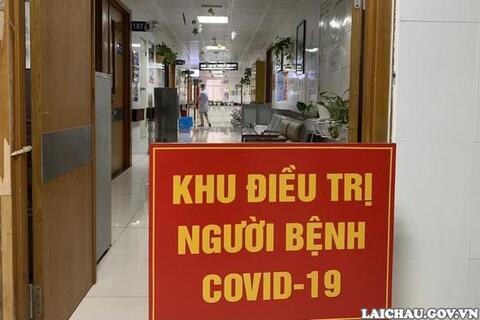 KHU ĐIỀU TRỊ
NGƯỜI BỆNH
COVID-19
LAICHAU.GOV.VN